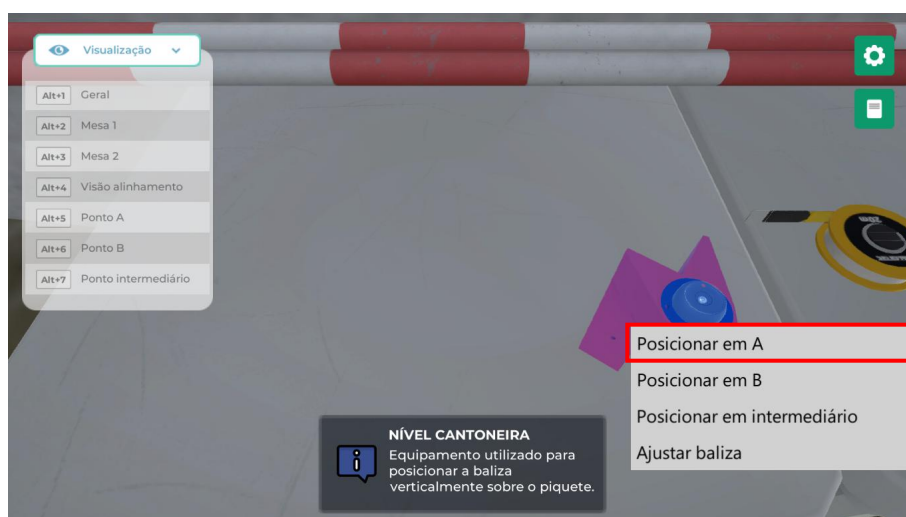 Visualização
Alt+1 Geral
Alt+2 Mesa 1
Alt+3 Mesa 2
Alt+4 Visão alinhamento
Alt+5 Ponto A
Alt+6 Ponto B
Alt+7 Ponto intermediário
Posicionar em A
Posicionar em B
Posicionar em intermediário
Ajustar baliza
NÍVEL CANTONEIRA
Equipamento utilizado para
posicionar a baliza
verticalmente sobre o piquete.